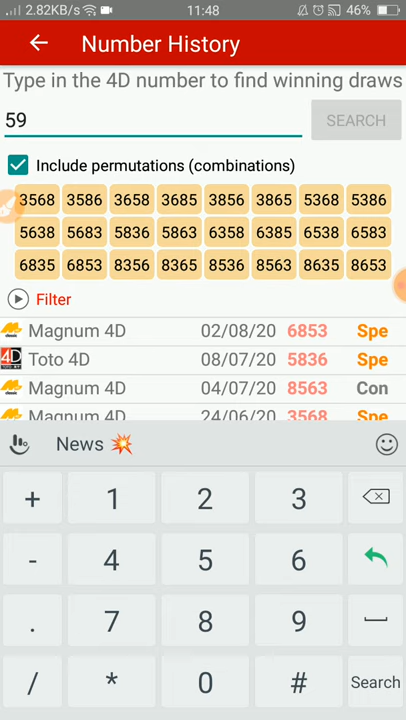 2.82KB/s 11:48 46%
Number History
Type in the 4D number to find winning draws
59 SEARCH
Include permutations (combinations)
3568 3586 3658 3685 3856 3865 5368 5386
5638 5683 5836 5863 6358 6385 6538 6583
6835 6853 8356 8365 8536 8563 8635 8653
Filter
Magnum 4D 02/08/20 6853 Spe
4D Toto 4D 08/07/20 5836 Spe
Magnum 4D 04/07/20 8563 Con
Magnum 4D 24/06/20 3568 Spe
News
+ 1 2 3
- 4 5 6
. 7 8 9
/ * 0 # Search